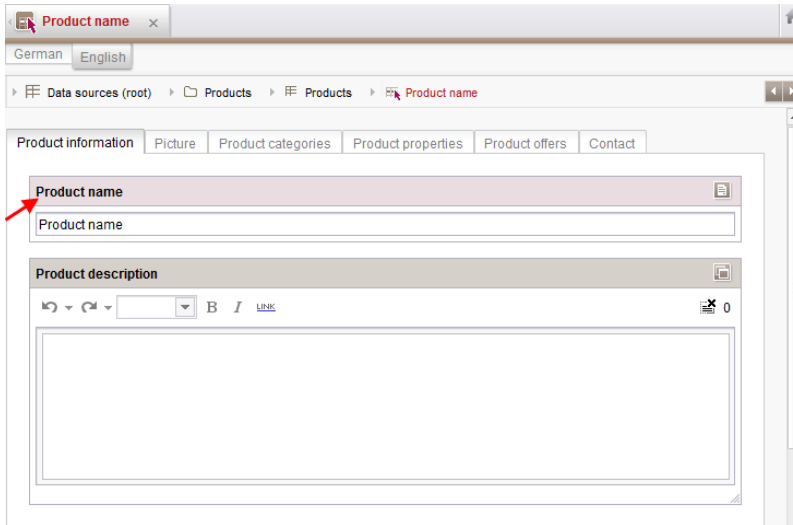 Product name
German English
Data sources (root) Products Products Product name
Product information Picture Product categories Product properties Product offers Contact
Product name
Product name
Product description
B I LINK 0